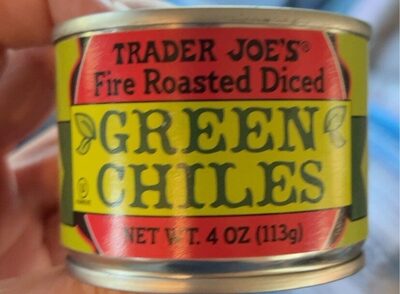 TRADER JOE'S®
Fire Roasted Diced
GREEN
CHILES
NET WT. 4 OZ (113g)